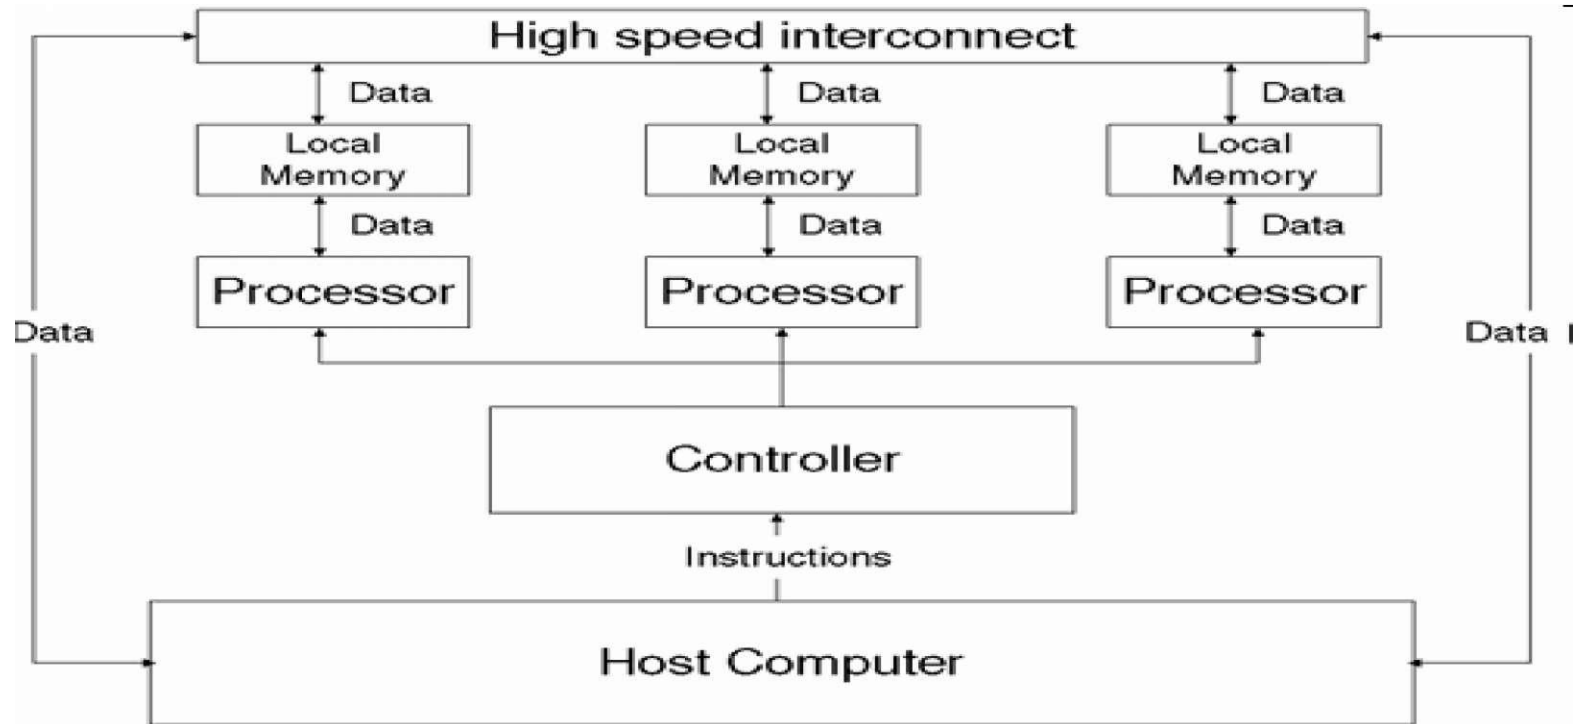 High speed interconnect
Data Data Data
Local Local Local
Memory Memory Memory
Data Data Data
Processor Processor Processor
Data Data
Controller
Instructions
Host Computer